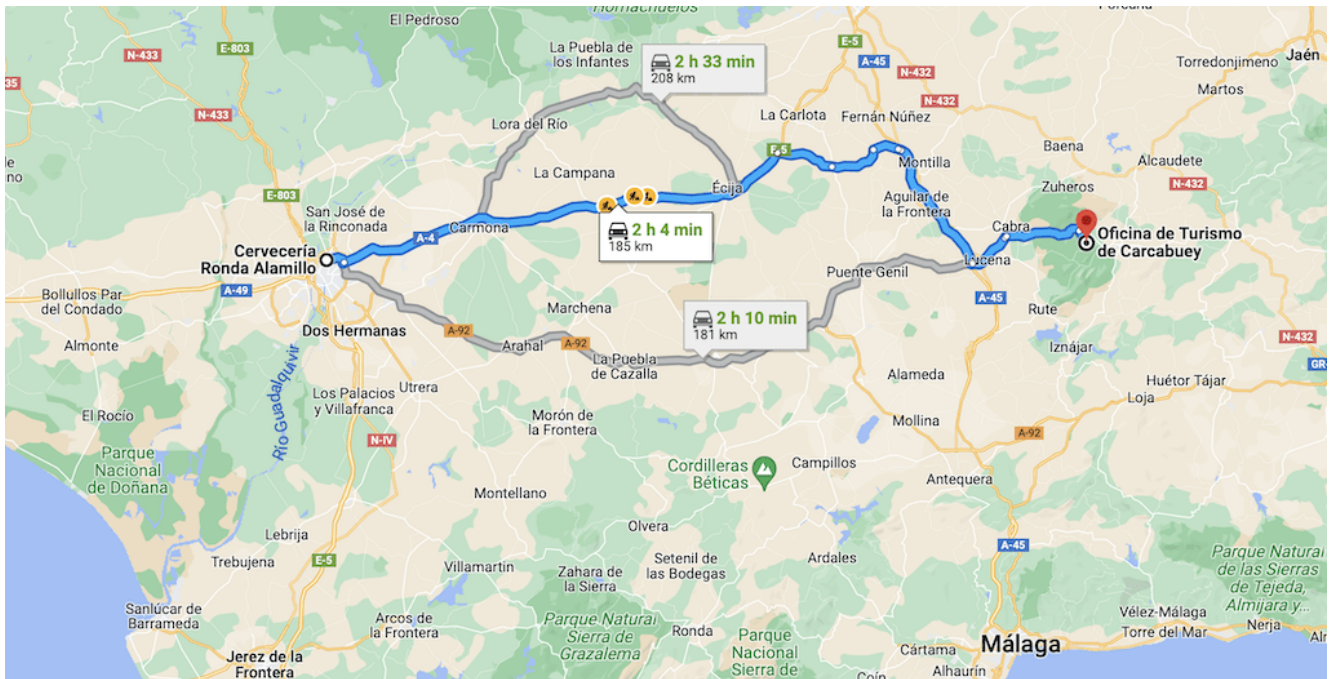 Hornachuelos
El Pedroso
E-803
N-433
N-433
La Puebla de
los Infantes
2 h 33 min
208 km
E-5
A-45
N-432
N-432
Torredonjimeno
Jaén
Martos
Lora del Río
La Carlota
Fernán Núñez
E-5
Montilla
Baena
Alcaudete
N-432
La Campana
Écija
Aguilar de
la Frontera
Zuheros
E-803
San José de
la Rinconada
Carmona
A-4
2 h 4 min
185 km
Cabra
Lucena
Oficina de Turismo
de Carcabuey
Cervecería
Ronda Alamillo
A-49
Bollullos Par
del Condado
Puente Genil
A-45
Marchena
2 h 10 min
181 km
Rute
Dos Hermanas
A-92
Arahal
A-92
N-432
Almonte
La Puebla
de Cazalla
Iznájar
GR-
Río Guadalquivir
Los Palacios
y Villafranca
Utrera
Alameda
Huétor Tájar
Loja
El Rocío
Morón de
la Frontera
Mollina
N-IV
A-92
Parque
Nacional
de Doñana
Cordilleras
Béticas
Campillos
Antequera
Montellano
Lebrija
Olvera
A-45
Trebujena
E-5
Villamartin
Zahara de
la Sierra
Setenil de
las Bodegas
Ardales
Parque Natural
de las Sierras
de Tejeda,
Almijara y...
Sanlúcar de
Barrameda
Arcos de
la Frontera
Parque Natural
Sierra de
Grazalema
Ronda
Parque
Nacional
Sierra de
Málaga
Vélez-Málaga
Torre del Mar
Nerja
Jerez de la
Frontera
Cártama
Alhaurín